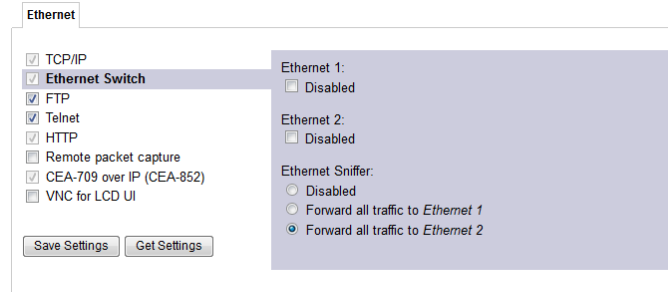 Ethernet
TCP/IP
Ethernet Switch
FTP
Telnet
HTTP
Remote packet capture
CEA-709 over IP (CEA-852)
VNC for LCD UI
Save Settings Get Settings
Ethernet 1:
Disabled
Ethernet 2:
Disabled
Ethernet Sniffer:
Disabled
Forward all traffic to Ethernet 1
Forward all traffic to Ethernet 2